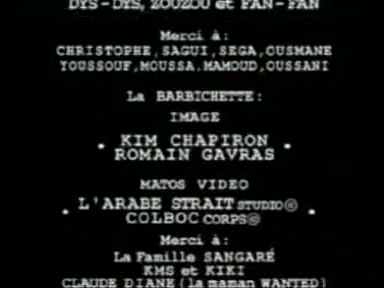 DYS-DYS, ZOUZOU et FAN-FAN
Merci à:
CHRISTOPHE,SAGUI,SEGA,OUSMANE
YOUSSOUF,MOUSSA,MAMOUD,OUSSANI
La BARBICHETTE:
IMAGE
. KIM CHAPIRON .
ROMAIN GAVRAS
MATOS VIDEO
. L'ARABE STRAIT STUDIO® .
COLBOC CORPS®
Merci à:
La Famille SANGARÉ
KMS et KIKI
CLAUDE DIANE (la maman WANTED)